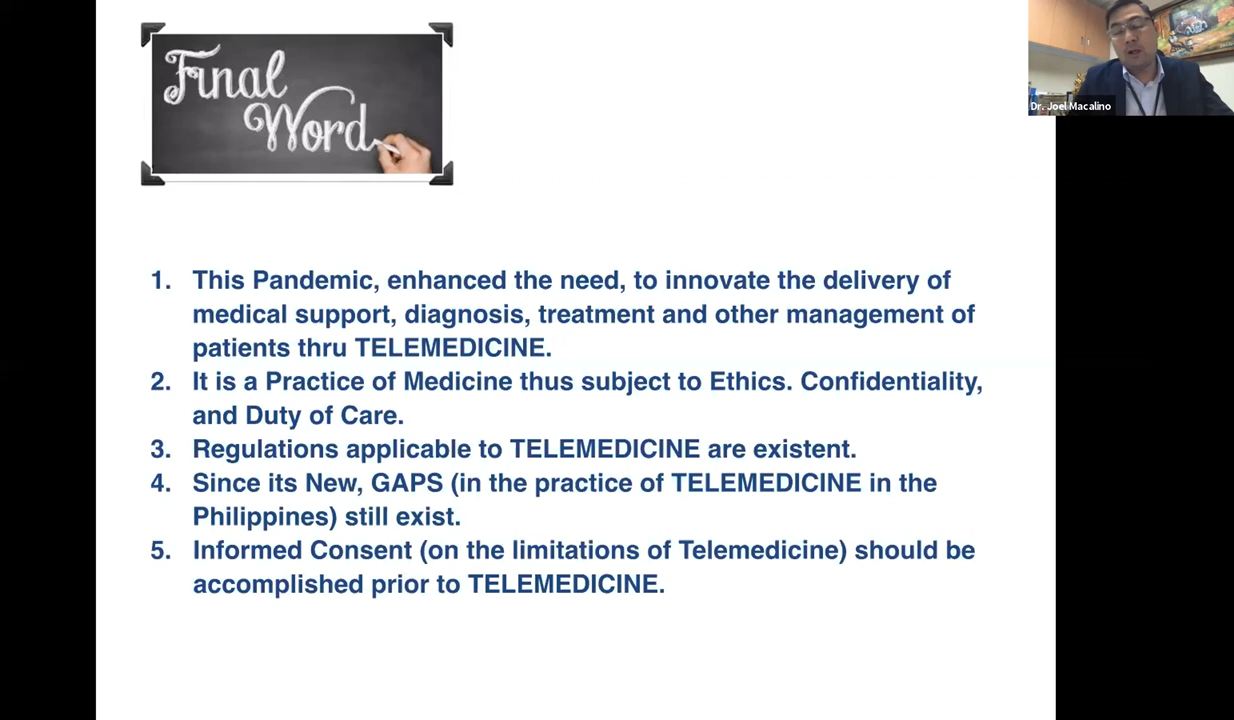 Final
Word
Dr. Joel Macalino
1. This Pandemic, enhanced the need, to innovate the delivery of
medical support, diagnosis, treatment and other management of
patients thru TELEMEDICINE.
2. It is a Practice of Medicine thus subject to Ethics. Confidentiality,
and Duty of Care.
3. Regulations applicable to TELEMEDICINE are existent.
4. Since its New, GAPS (in the practice of TELEMEDICINE in the
Philippines) still exist.
5. Informed Consent (on the limitations of Telemedicine) should be
accomplished prior to TELEMEDICINE.